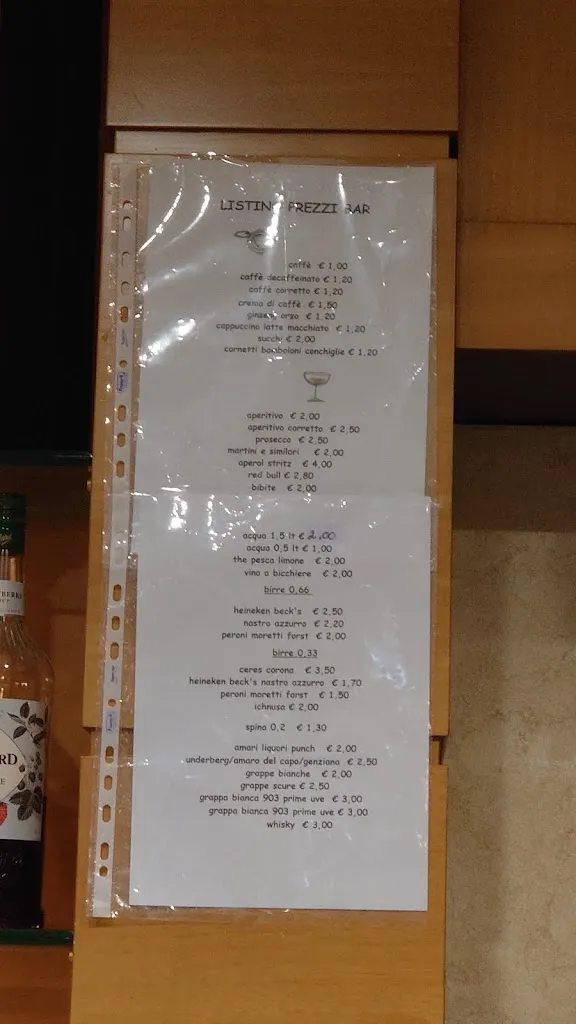 LISTINO PREZZI BAR
caffè € 1,00
caffè decaffeinato € 1,20
caffè corretto € 1,20
crema di caffè € 1,50
ginseng orzo € 1,20
cappuccino latte macchiato € 1,20
succhi € 2,00
cornetti bomboloni conchiglie € 1,20
aperitivo € 2,00
aperitivo corretto € 2,50
prosecco € 2,50
martini e similori € 2,00
aperol stritz € 4,00
red bull € 2,80
bibite € 2,00
acqua 1,5 lt € 2,00
acqua 0,5 lt € 1,00
the pesca limone € 2,00
vino a bicchiere € 2,00
birre 0,66
heineken beck's € 2,50
nastro azzurro € 2,20
peroni moretti forst € 2,00
birre 0,33
ceres corona € 3,50
heineken beck's nastro azzurro € 1,70
peroni moretti forst € 1,50
ichnusa € 2,00
spina 0,2 € 1,30
amari liquori punch € 2,00
underberg/amaro del capo/genziana € 2,50
grappe bianche € 2,00
grappe scure € 2,50
grappa bianca 903 prime uve € 3,00
grappa bianca 903 prime uve € 3,00
whisky € 3,00